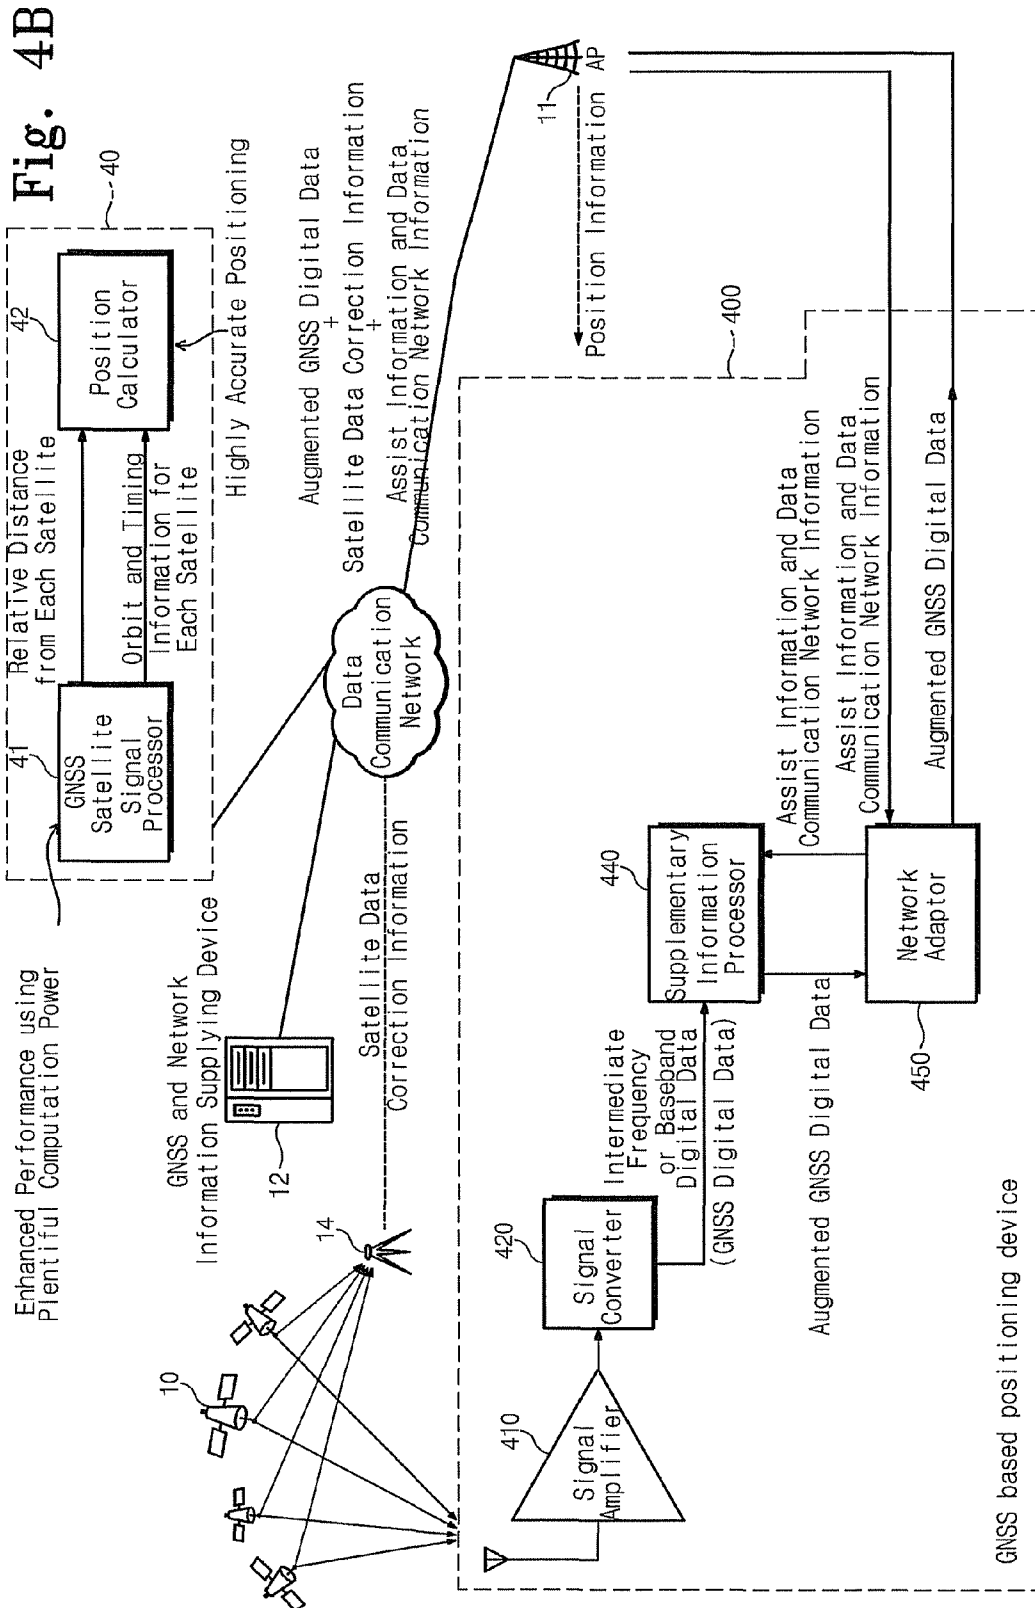 Fig. 4B
Enhanced Performance using
Plentiful Computation Power
41
GNSS
Satellite
Signal
Processor
Relative Distance
from Each Satellite
Orbit and Timing
Information for
Each Satellite
42
Position
Calculator
40
Highly Accurate Positioning
10
14
GNSS and Network
Information Supplying Device
12
Satellite Data
Correction Information
Data
Communication
Network
Augmented GNSS Digital Data
+
Satellite Data Correction Information
+
Assist Information and Data
Communication Network Information
11
AP
Position Information
400
410
Signal
Amplifier
420
Signal
Converter
Intermediate
Frequency
or Baseband
Digital Data
(GNSS Digital Data)
440
Supplementary
Information
Processor
Assist Information and Data
Communication Network Information
Assist Information and Data
Communication Network Information
Augmented GNSS Digital Data
Augmented GNSS Digital Data
Network
Adaptor
450
GNSS based positioning device